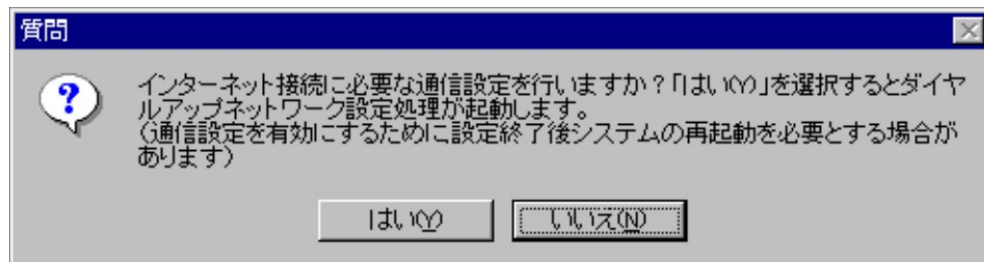 質問
インターネット接続に必要な通信設定を行いますか？「はい(Y)」を選択するとダイヤ
ルアップネットワーク設定処理が起動します。
(通信設定を有効にするために設定終了後システムの再起動を必要とする場合が
あります)
はい(Y)
いいえ(N)